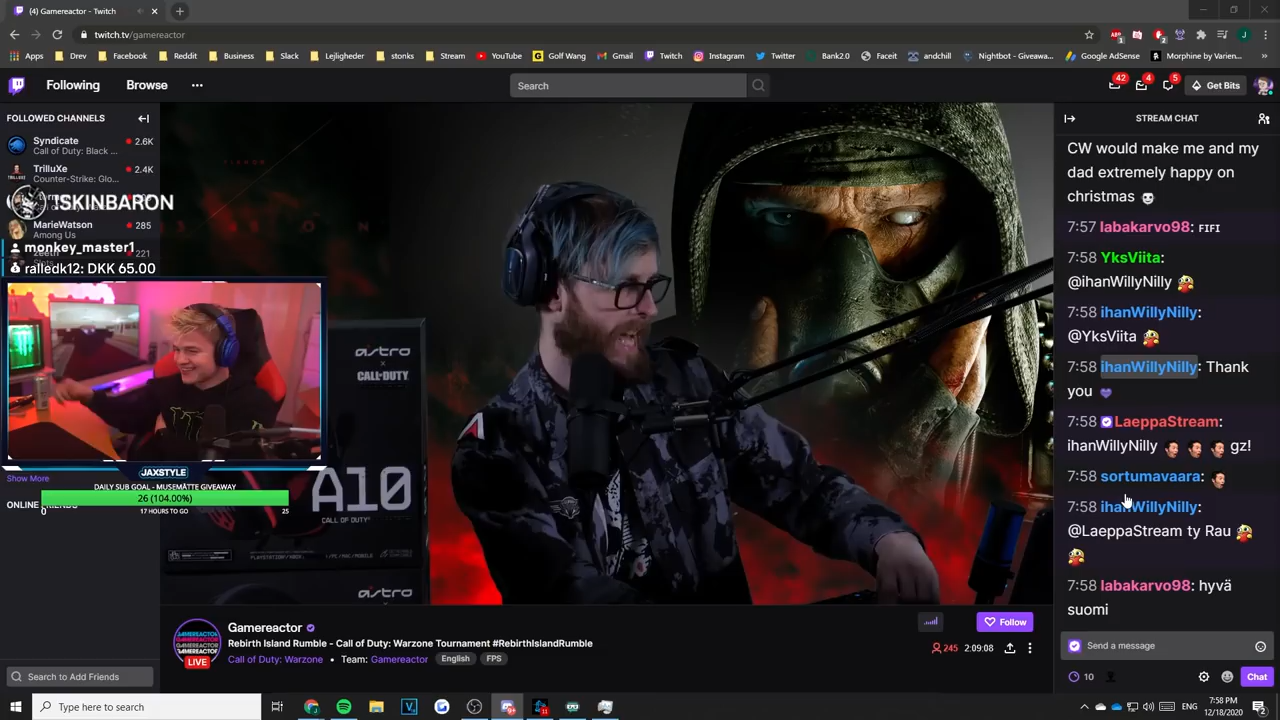 (4) Gamereactor - Twitch
twitch.tv/gamereactor
Apps Drev Facebook Reddit Business Slack Lejligheder stonks Stream YouTube Golf Wang Gmail Twitch Instagram Twitter Bank2.0 Faceit andchill Nightbot - Giveawa... Google AdSense Morphine by Varien...
Following Browse Search 42 4 5 Get Bits
FOLLOWED CHANNELS
Syndicate 2.6K
Call of Duty: Black ...
TrilluXe 2.4K
Counter-Strike: Glo...
!SKINBARON
MarieWatson 285
Among Us
monkey_master1
221
ralledk12: DKK 65.00
JAXSTYLE
Show More
DAILY SUB GOAL - MUSEMÅTTE GIVEAWAY
26 (104.00%)
ONLINE FRIENDS
0 17 HOURS TO GO 25
Search to Add Friends
ASTRO
X
CALL OF DUTY
A10
CALL OF DUTY
ASTRO
Gamereactor
Rebirth Island Rumble - Call of Duty: Warzone Tournament #RebirthIslandRumble
Call of Duty: Warzone • Team: Gamereactor English FPS
GAMEREACTOR
LIVE
Follow
245 2:09:08
STREAM CHAT
CW would make me and my
dad extremely happy on
christmas
7:57 labakarvo98: FIFI
7:58 YksViita:
@ihanWillyNilly
7:58 ihanWillyNilly:
@YksViita
7:58 ihanWillyNilly: Thank
you
7:58 LaeppaStream:
ihanWillyNilly gz!
7:58 sortumavaara:
7:58 ihanWillyNilly:
@LaeppaStream ty Rau
7:58 labakarvo98: hyvä
suomi
Send a message
10 Chat
Type here to search
11
ENG
7:58 PM
12/18/2020
2